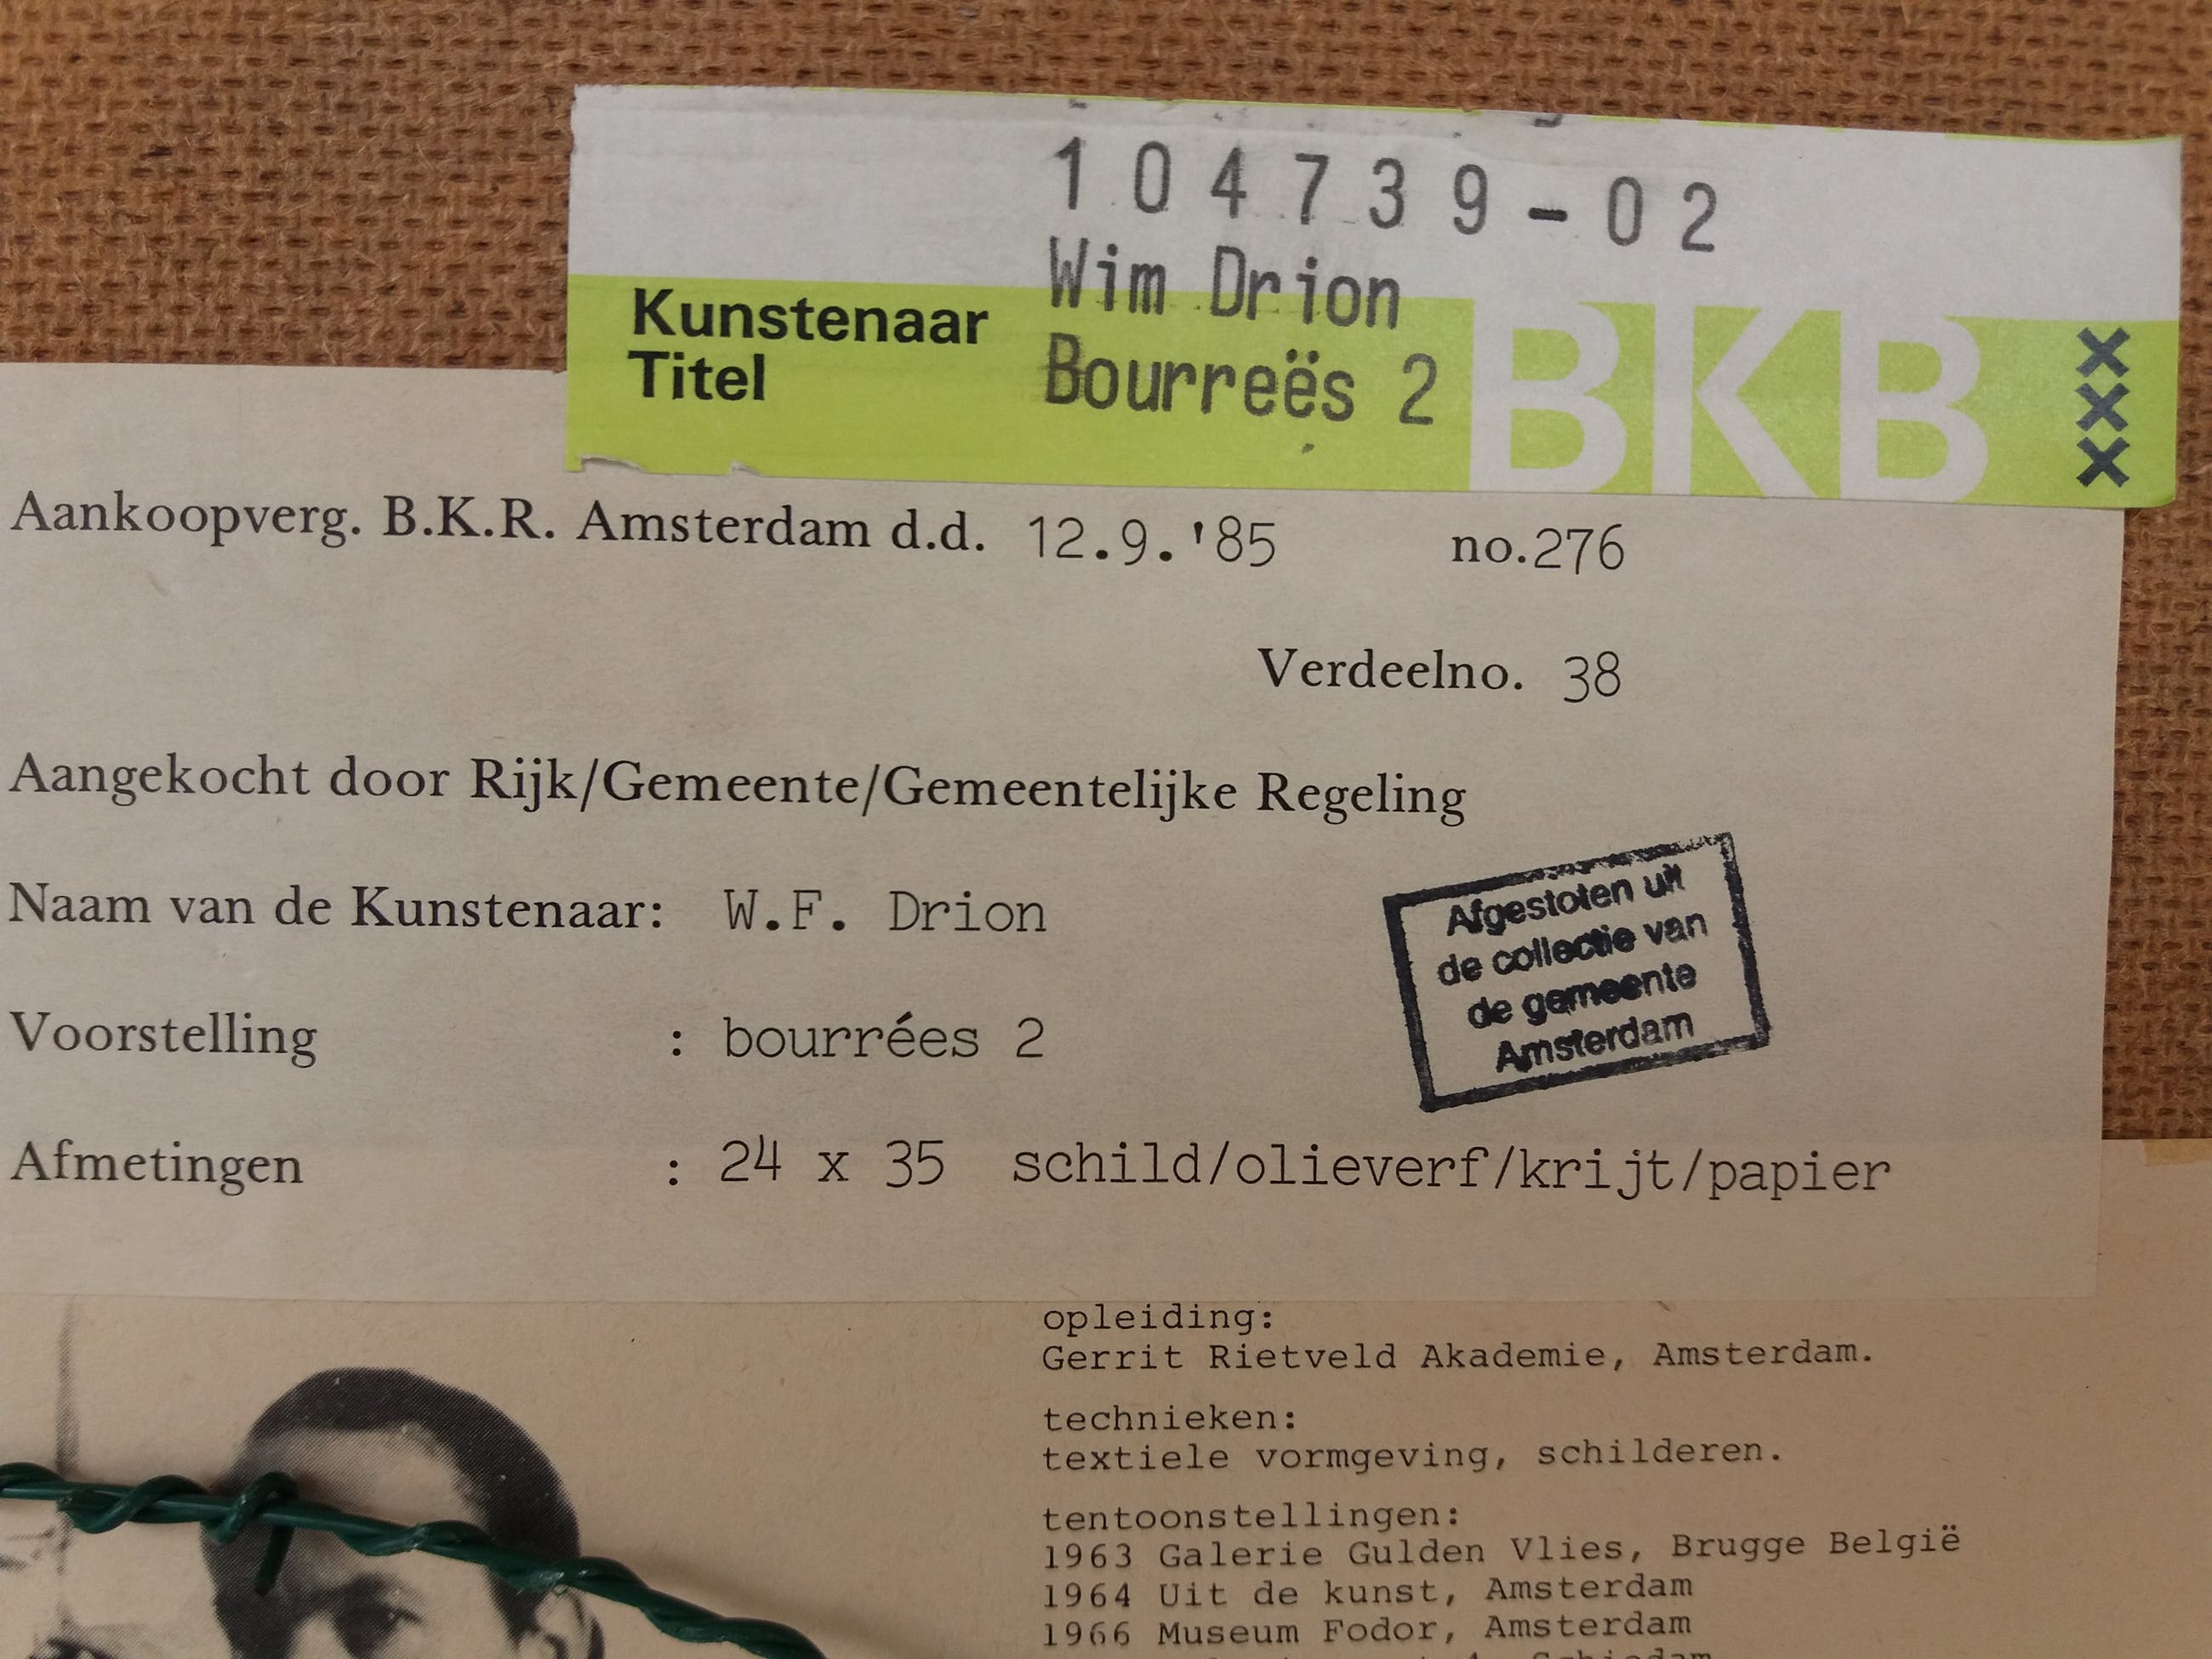 104739-02
Kunstenaar Wim Drion
Titel Bourreës 2
BKB
XXX
Aankoopverg. B.K.R. Amsterdam d.d. 12.9.'85 no.276
Verdeelno. 38
Aangekocht door Rijk/Gemeente/Gemeentelijke Regeling
Naam van de Kunstenaar: W.F. Drion
Voorstelling : bourrées 2
Afmetingen : 24 x 35 schild/olieverf/krijt/papier
Afgestoten uit
de collectie van
de gemeente
Amsterdam
opleiding:
Gerrit Rietveld Akademie, Amsterdam.
technieken:
textiele vormgeving, schilderen.
tentoonstellingen:
1963 Galerie Gulden Vlies, Brugge België
1964 Uit de kunst, Amsterdam
1966 Museum Fodor, Amsterdam